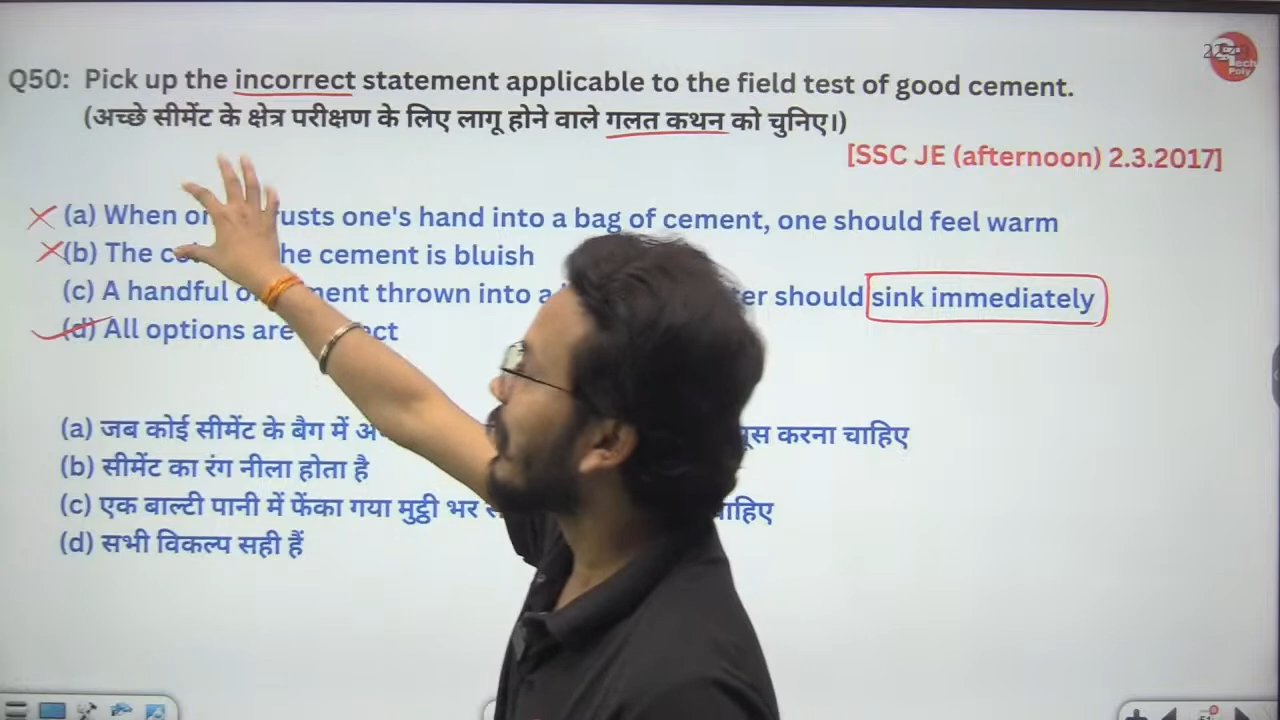 Q50: Pick up the incorrect statement applicable to the field test of good cement.
(अच्छे सीमेंट के क्षेत्र परीक्षण के लिए लागू होने वाले गलत कथन को चुनिए।)
[SSC JE (afternoon) 2.3.2017]
(a) When usts one's hand into a bag of cement, one should feel warm
(b) The he cement is bluish
(c) A handful thrown into a should sink immediately
(d) All options are
(a) जब कोई सीमेंट के बैग में करना चाहिए
(b) सीमेंट का रंग नीला होता है
(c) एक बाल्टी पानी में फेंका गया मुट्ठी भर
(d) सभी विकल्प सही हैं
Tech
Poly